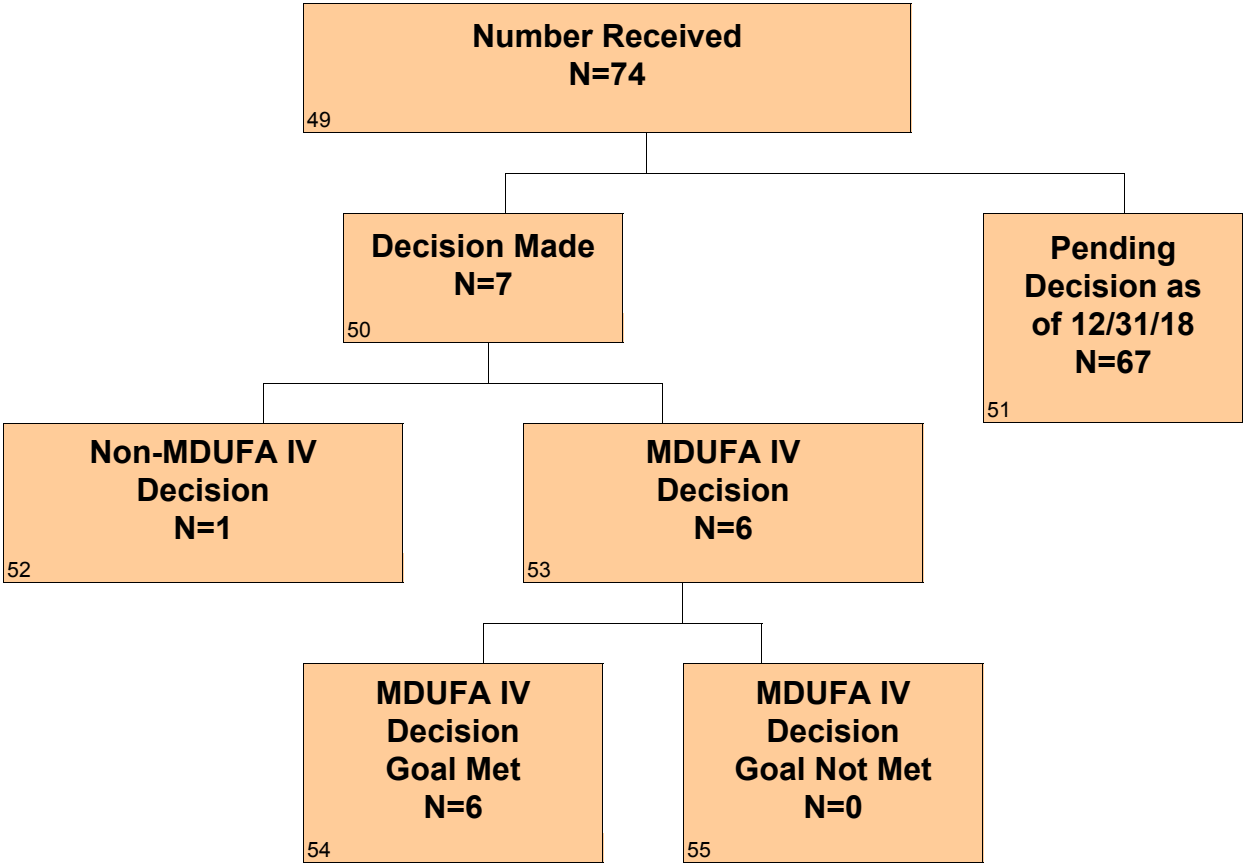 Number Received
N=74
49
Decision Made
N=7
50
Pending
Decision as
of 12/31/18
N=67
51
Non-MDUFA IV
Decision
N=1
52
MDUFA IV
Decision
N=6
53
MDUFA IV
Decision
Goal Met
N=6
54
MDUFA IV
Decision
Goal Not Met
N=0
55